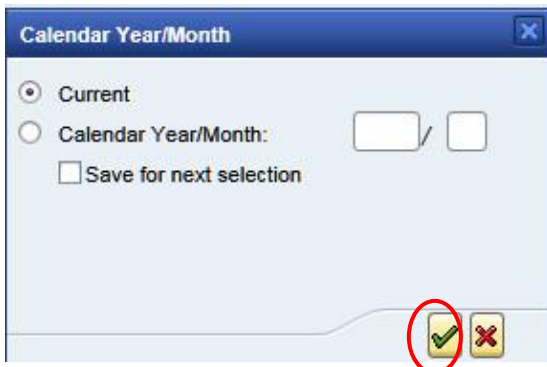 Calendar Year/Month
Current
Calendar Year/Month: /
Save for next selection